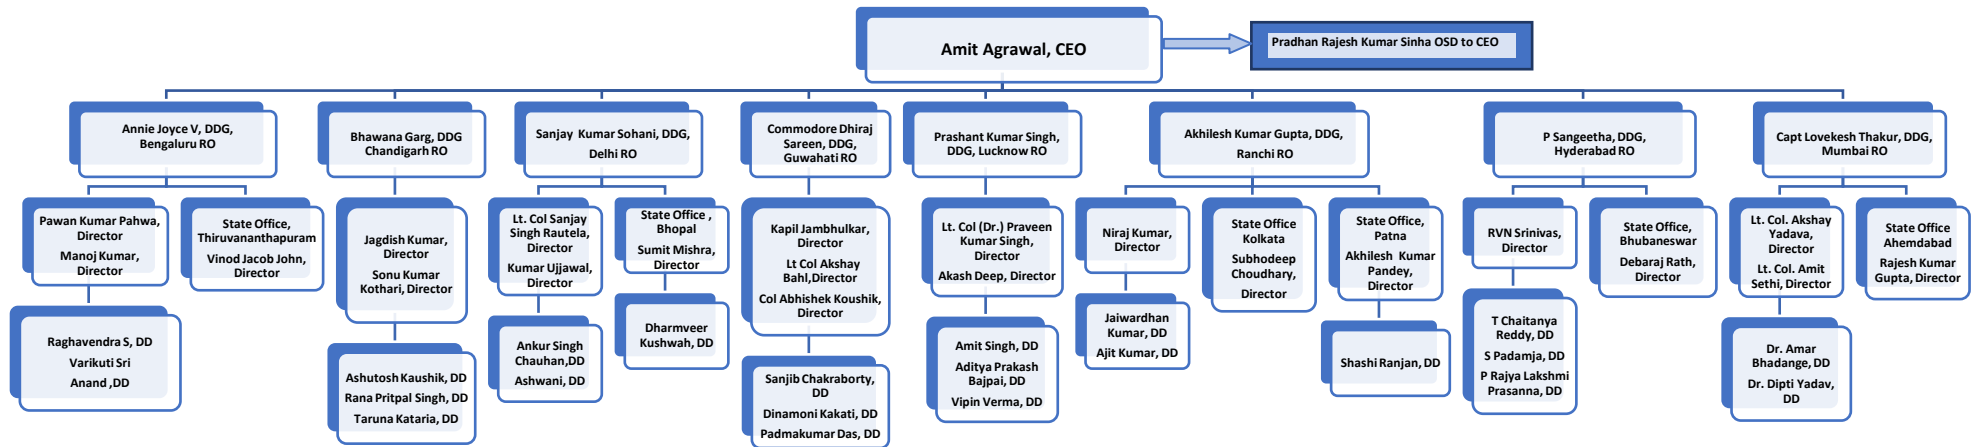 Amit Agrawal, CEO
Pradhan Rajesh Kumar Sinha OSD to CEO
Annie Joyce V, DDG,
Bengaluru RO
Bhawana Garg, DDG
Chandigarh RO
Sanjay Kumar Sohani, DDG,
Delhi RO
Commodore Dhiraj
Sareen, DDG,
Guwahati RO
Prashant Kumar Singh,
DDG, Lucknow RO
Akhilesh Kumar Gupta, DDG,
Ranchi RO
P Sangeetha, DDG,
Hyderabad RO
Capt Lovekesh Thakur, DDG,
Mumbai RO
Pawan Kumar Pahwa,
Director
Manoj Kumar,
Director
State Office,
Thiruvananthapuram
Vinod Jacob John,
Director
Jagdish Kumar,
Director
Sonu Kumar
Kothari, Director
Lt. Col Sanjay
Singh Rautela,
Director
Kumar Ujjawal,
Director
State Office ,
Bhopal
Sumit Mishra,
Director
Kapil Jambhulkar,
Director
Lt Col Akshay
Bahl,Director
Col Abhishek Koushik,
Director
Lt. Col (Dr.) Praveen
Kumar Singh,
Director
Akash Deep, Director
Niraj Kumar,
Director
State Office
Kolkata
Subhodeep
Choudhary,
Director
State Office,
Patna
Akhilesh Kumar
Pandey,
Director
RVN Srinivas,
Director
State Office,
Bhubaneswar
Debaraj Rath,
Director
Lt. Col. Akshay
Yadava,
Director
Lt. Col. Amit
Sethi, Director
State Office
Ahemdabad
Rajesh Kumar
Gupta, Director
Raghavendra S, DD
Varikuti Sri
Anand ,DD
Ashutosh Kaushik, DD
Rana Pritpal Singh, DD
Taruna Kataria, DD
Ankur Singh
Chauhan,DD
Ashwani, DD
Dharmveer
Kushwah, DD
Sanjib Chakraborty,
DD
Dinamoni Kakati, DD
Padmakumar Das, DD
Amit Singh, DD
Aditya Prakash
Bajpai, DD
Vipin Verma, DD
Jaiwardhan
Kumar, DD
Ajit Kumar, DD
Shashi Ranjan, DD
T Chaitanya
Reddy, DD
S Padamja, DD
P Rajya Lakshmi
Prasanna, DD
Dr. Amar
Bhadange, DD
Dr. Dipti Yadav,
DD